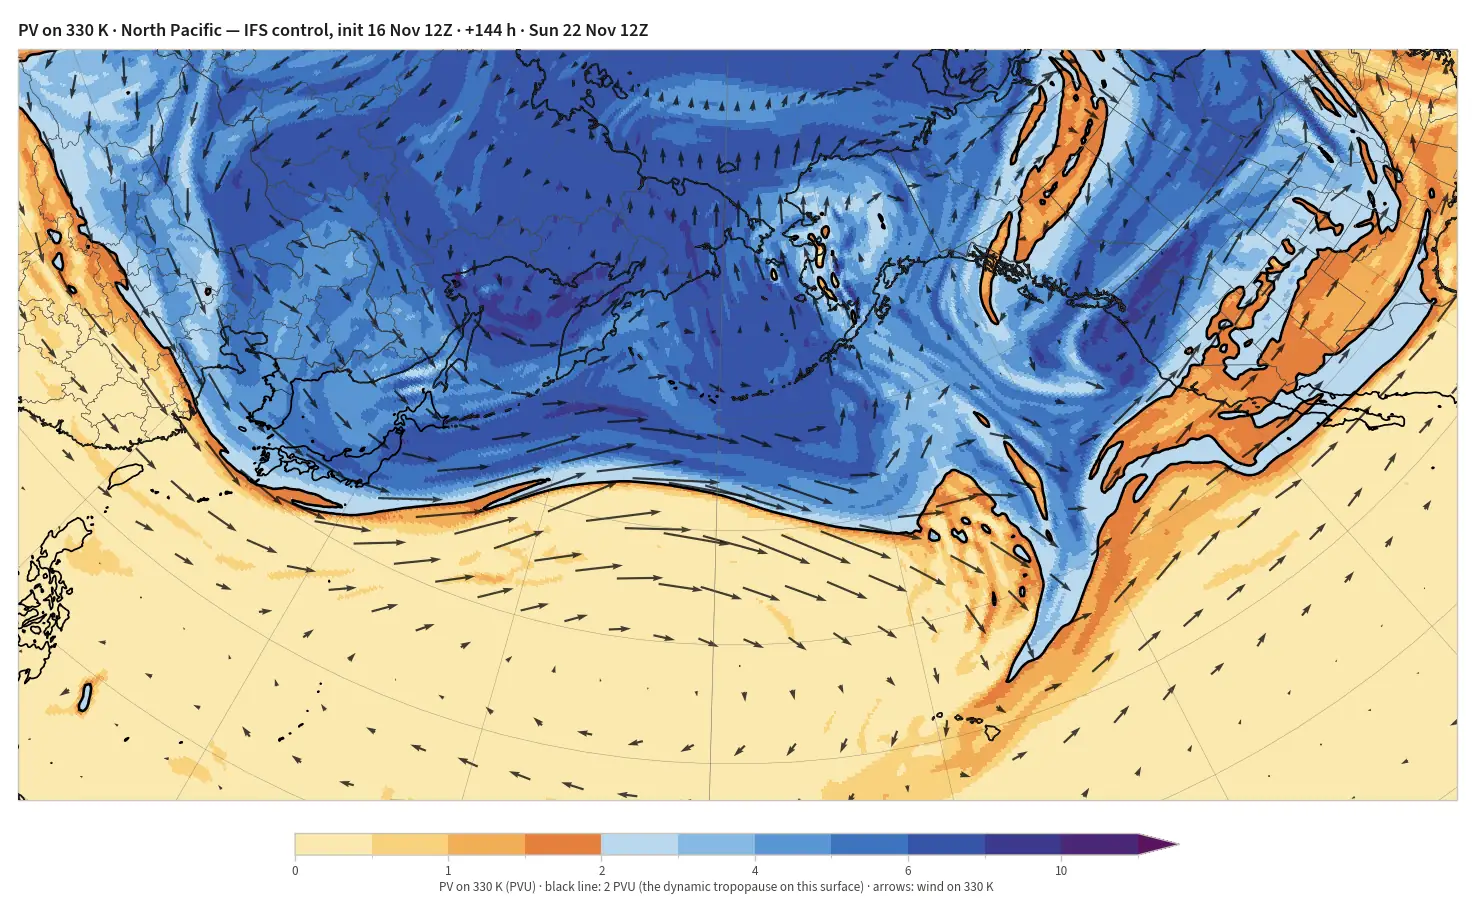 PV on 330 K · North Pacific — IFS control, init 16 Nov 12Z · +144 h · Sun 22 Nov 12Z
0 1 2 4 6 10
PV on 330 K (PVU) · black line: 2 PVU (the dynamic tropopause on this surface) · arrows: wind on 330 K